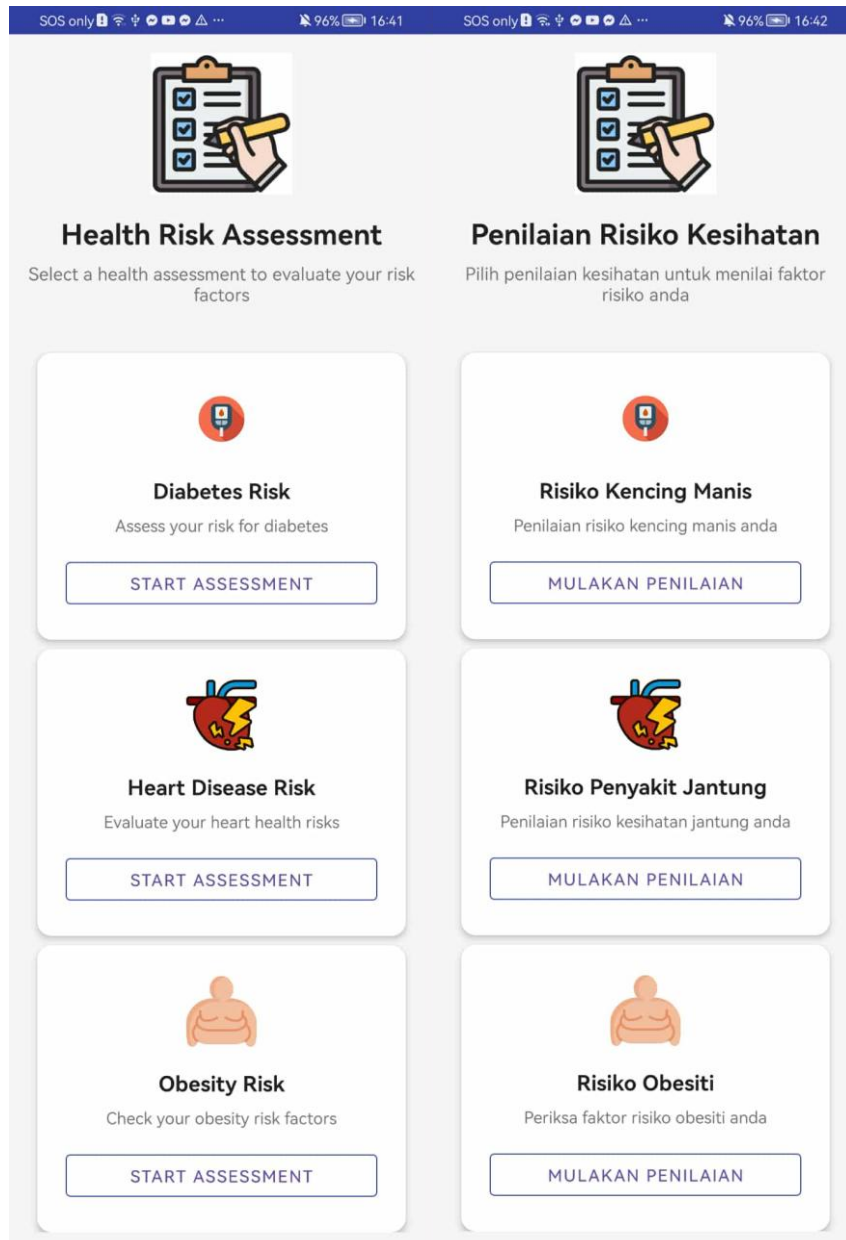 SOS only 96% 16:41
Health Risk Assessment
Select a health assessment to evaluate your risk
factors
Diabetes Risk
Assess your risk for diabetes
START ASSESSMENT
Heart Disease Risk
Evaluate your heart health risks
START ASSESSMENT
Obesity Risk
Check your obesity risk factors
START ASSESSMENT
SOS only 96% 16:42
Penilaian Risiko Kesihatan
Pilih penilaian kesihatan untuk menilai faktor
risiko anda
Risiko Kencing Manis
Penilaian risiko kencing manis anda
MULAKAN PENILAIAN
Risiko Penyakit Jantung
Penilaian risiko kesihatan jantung anda
MULAKAN PENILAIAN
Risiko Obesiti
Periksa faktor risiko obesiti anda
MULAKAN PENILAIAN